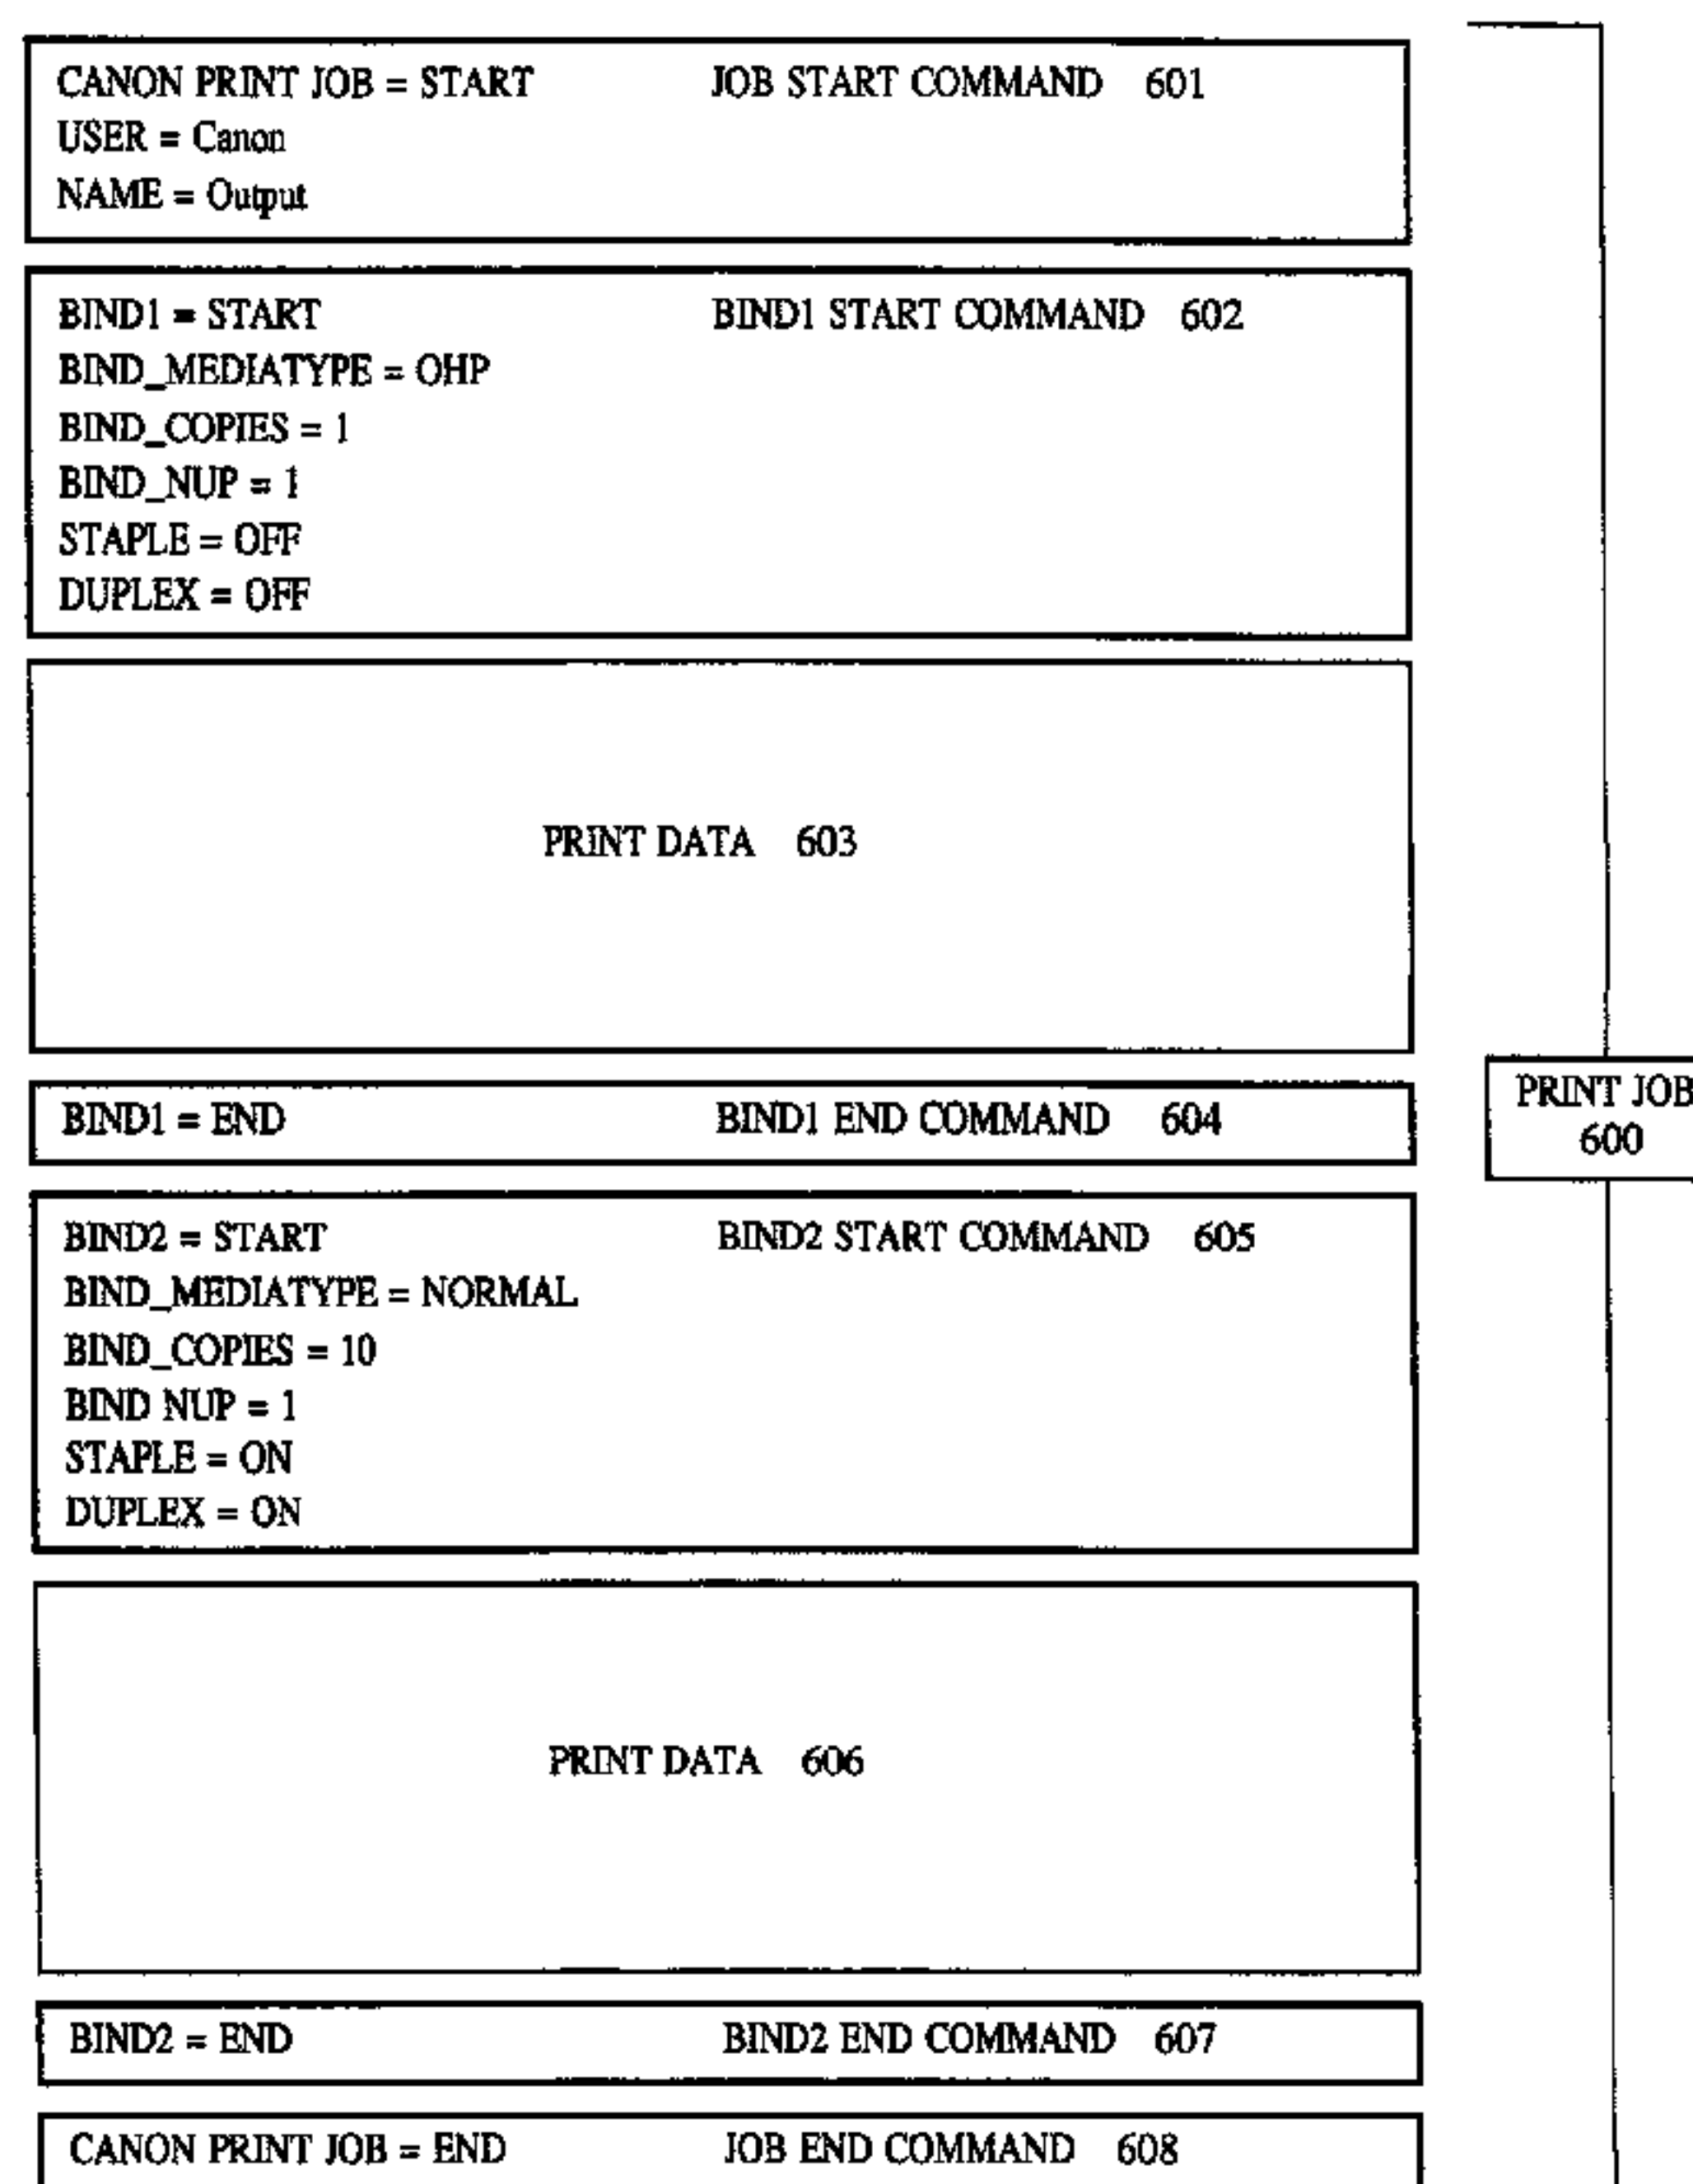 CANON PRINT JOB = START JOB START COMMAND 601
USER = Canon
NAME = Output
BIND1 = START BIND1 START COMMAND 602
BIND_MEDIATYPE = OHP
BIND_COPIES = 1
BIND_NUP = 1
STAPLE = OFF
DUPLEX = OFF
PRINT DATA 603
BIND1 = END BIND1 END COMMAND 604
PRINT JOB
600
BIND2 = START BIND2 START COMMAND 605
BIND_MEDIATYPE = NORMAL
BIND_COPIES = 10
BIND NUP = 1
STAPLE = ON
DUPLEX = ON
PRINT DATA 606
BIND2 = END BIND2 END COMMAND 607
CANON PRINT JOB = END JOB END COMMAND 608